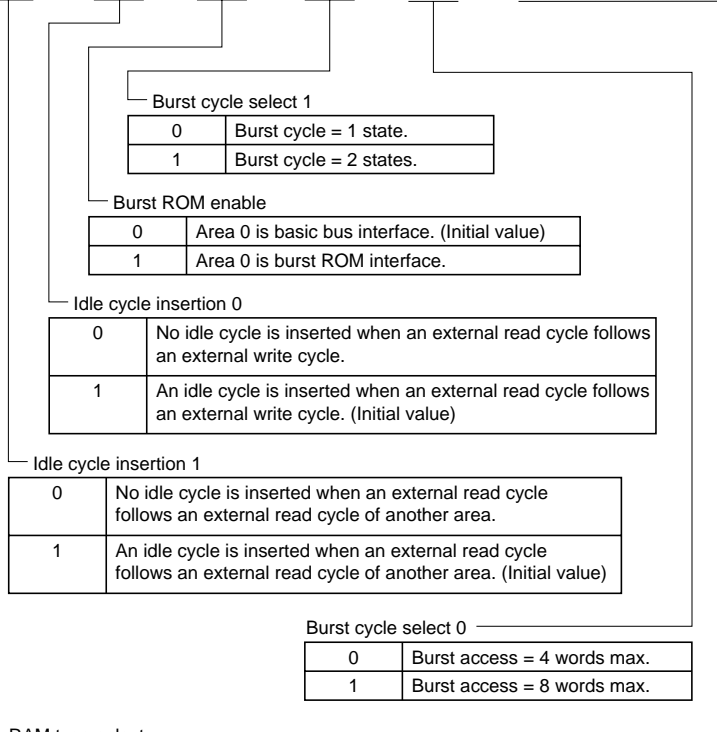 Burst cycle select 1
0 Burst cycle = 1 state.
1 Burst cycle = 2 states.
Burst ROM enable
0 Area 0 is basic bus interface. (Initial value)
1 Area 0 is burst ROM interface.
Idle cycle insertion 0
0 No idle cycle is inserted when an external read cycle follows
an external write cycle.
1 An idle cycle is inserted when an external read cycle follows
an external write cycle. (Initial value)
Idle cycle insertion 1
0 No idle cycle is inserted when an external read cycle
follows an external read cycle of another area.
1 An idle cycle is inserted when an external read cycle
follows an external read cycle of another area. (Initial value)
Burst cycle select 0
0 Burst access = 4 words max.
1 Burst access = 8 words max.